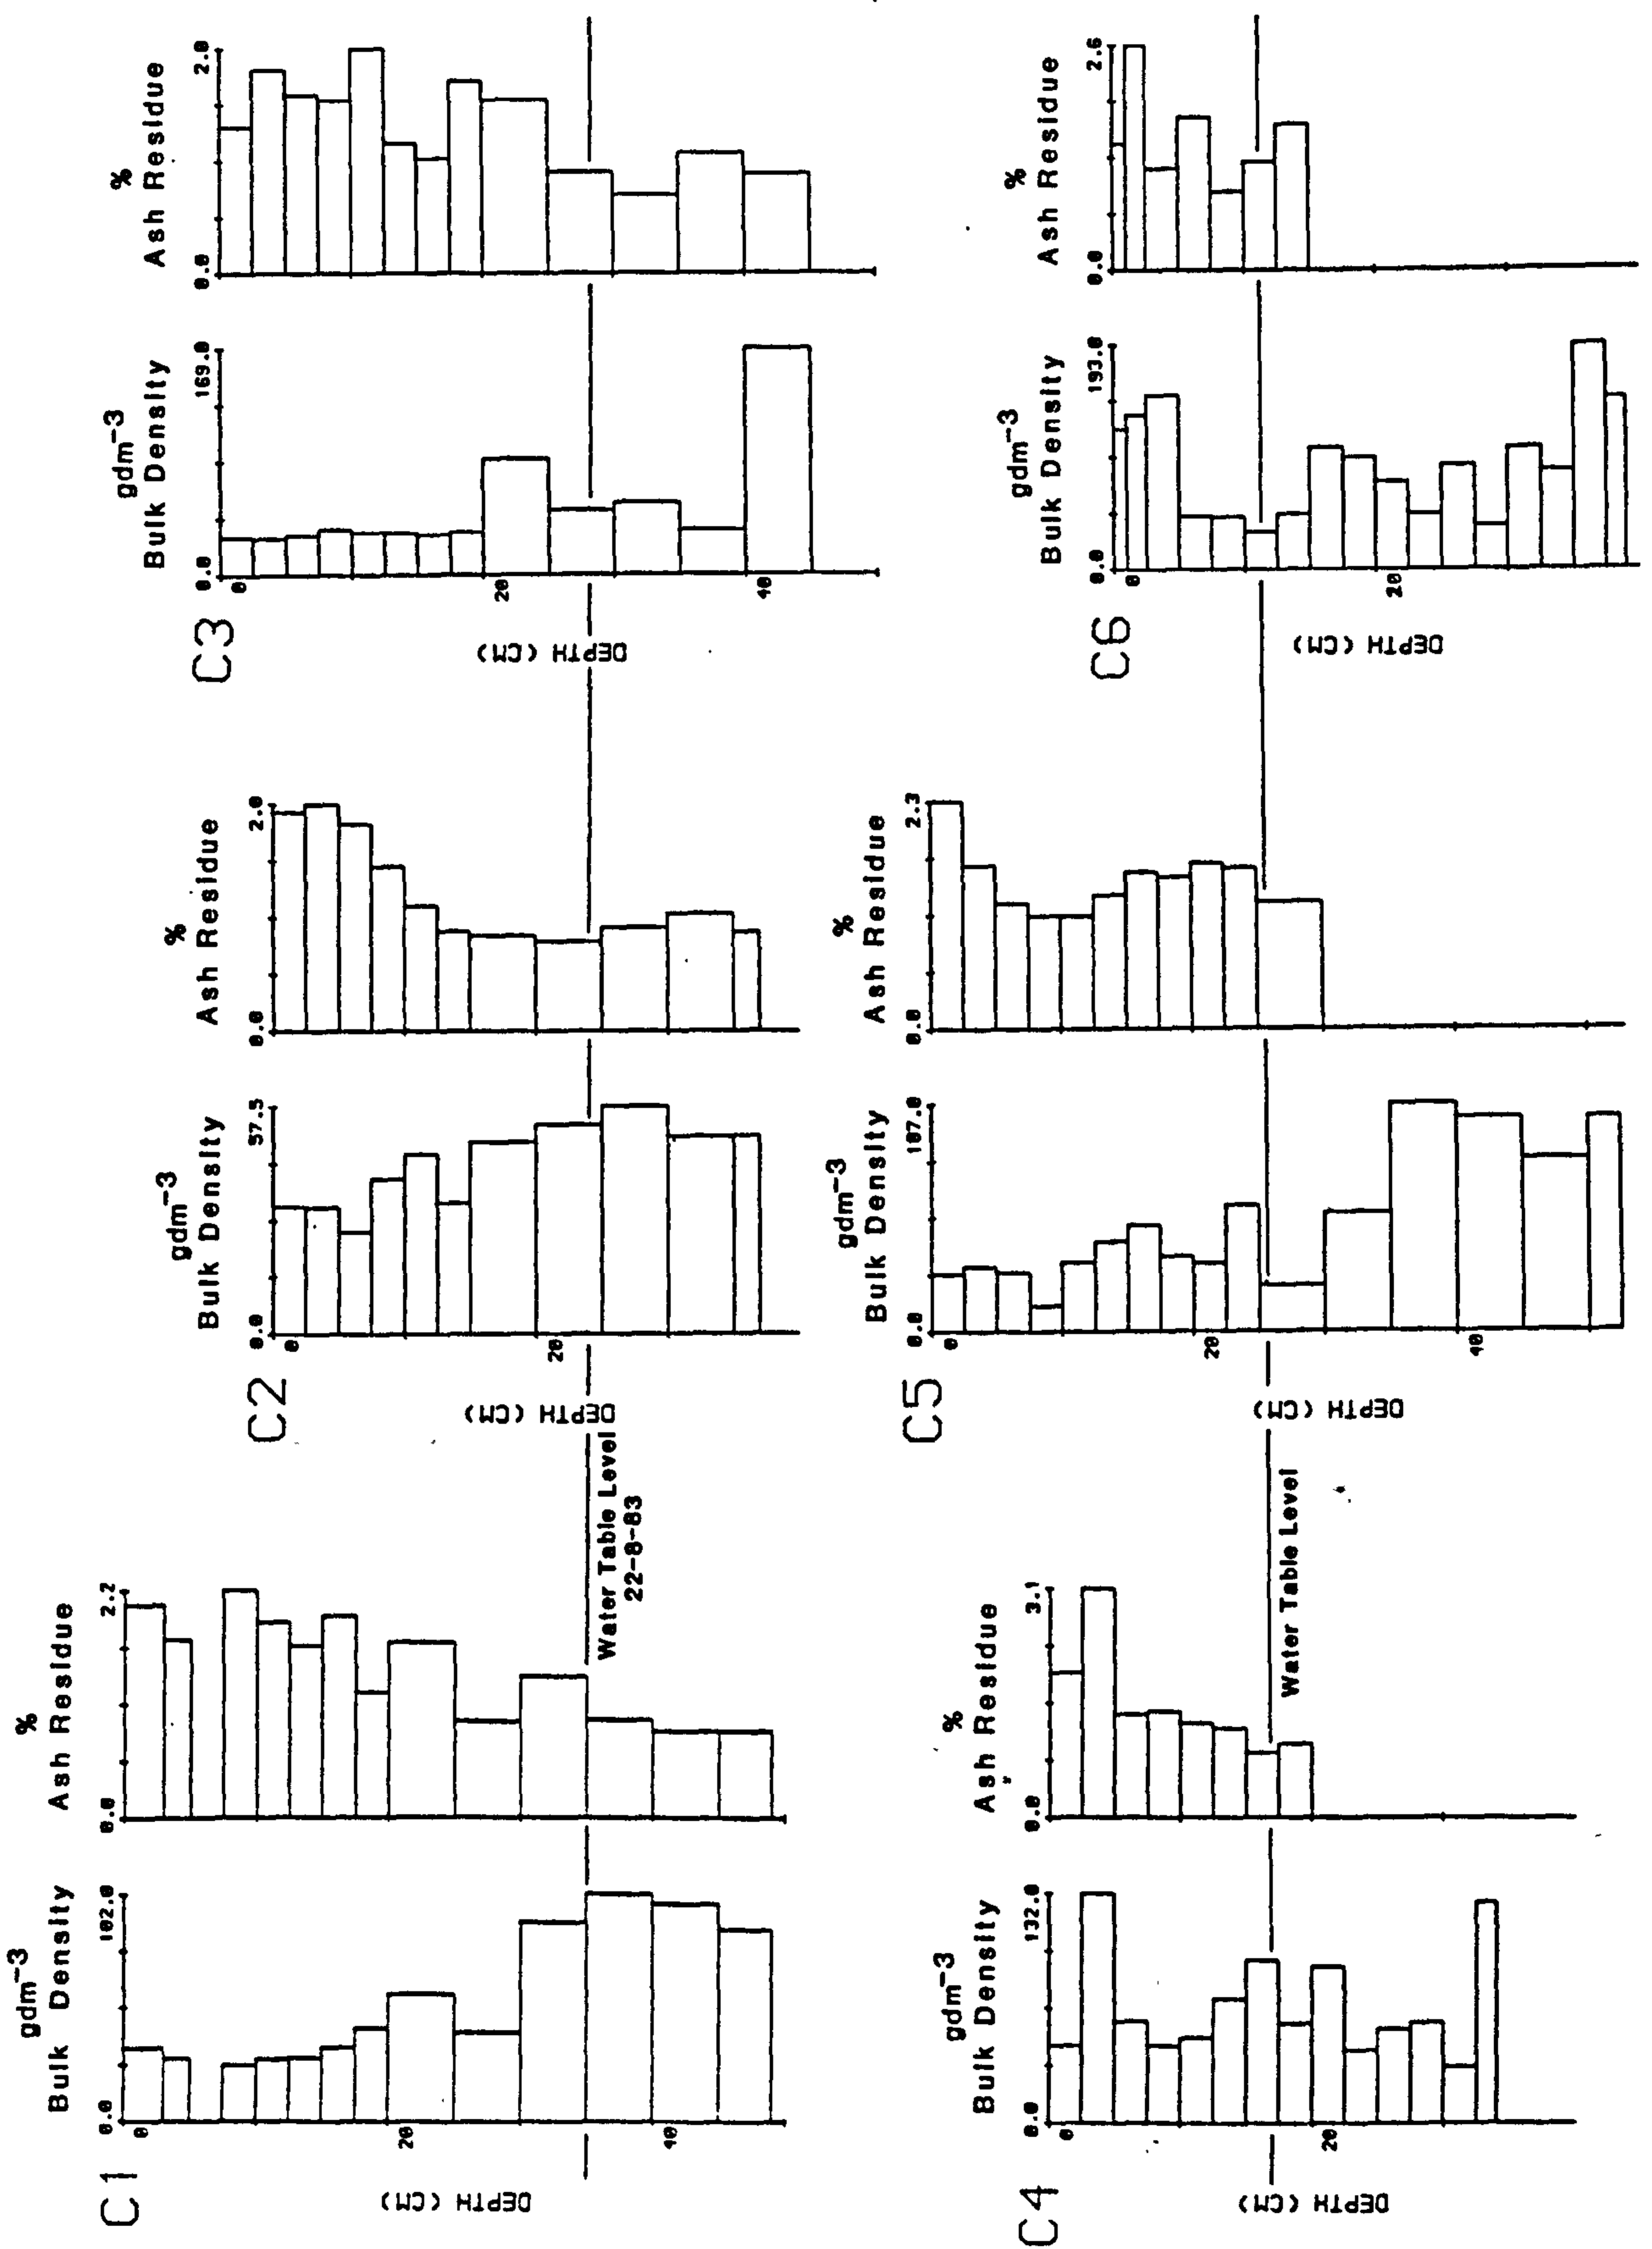 C1
gdm-3
Bulk Density
0.0 102.0
%
Ash Residue
0.0 2.2
0
20
40
DEPTH (CM)
Water Table Level
22-8-83
C2
gdm-3
Bulk Density
0.0 57.5
%
Ash Residue
0.0 2.0
0
20
DEPTH (CM)
C3
gdm-3
Bulk Density
0.0 169.0
%
Ash Residue
0.0 2.0
0
20
40
DEPTH (CM)
C4
gdm-3
Bulk Density
0.0 132.0
%
Ash Residue
0.0 3.1
0
20
DEPTH (CM)
Water Table Level
C5
gdm-3
Bulk Density
0.0 107.0
%
Ash Residue
0.0 2.3
0
20
40
DEPTH (CM)
C6
gdm-3
Bulk Density
0.0 193.0
%
Ash Residue
0.0 2.6
0
20
DEPTH (CM)